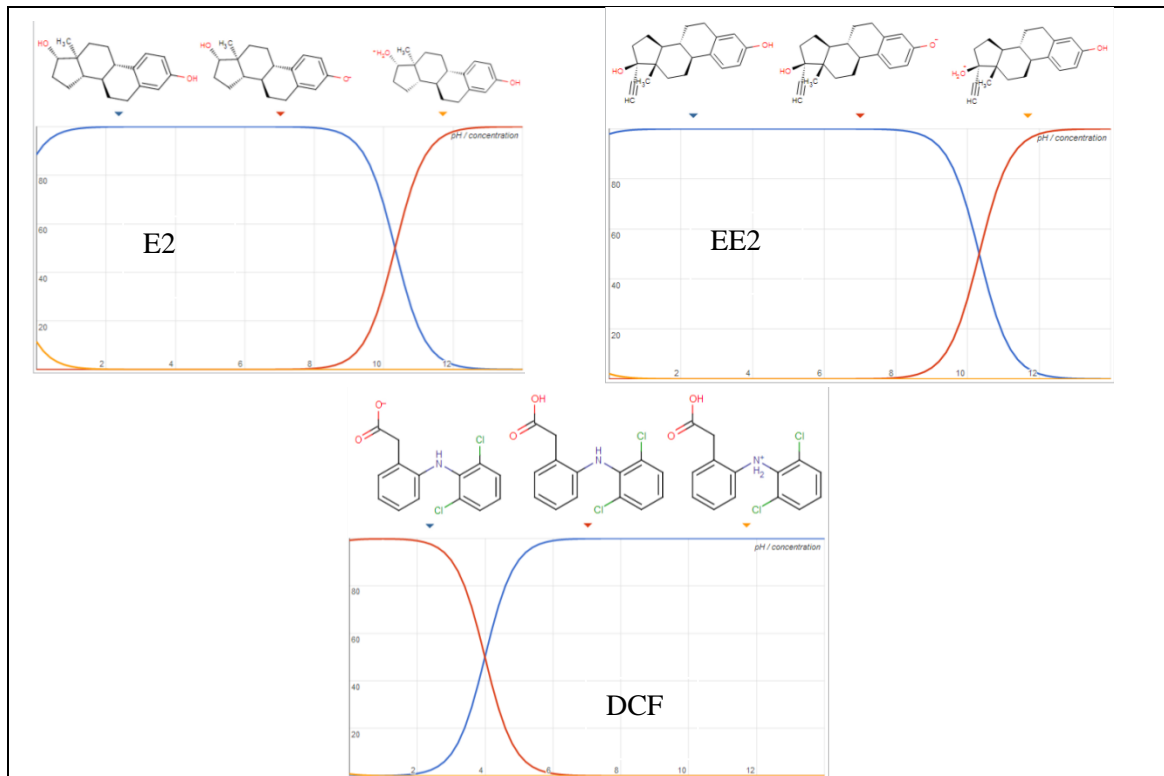 HO
H₃C
OH
HO
H₃C
O⁻
⁺H₂O
H₃C
OH
pH / concentration
80
60
40
20
2 4 6 8 10 12
E2
HO
H₃C
HC
OH
HO
H₃C
HC
O⁻
H₂O⁺
H₃C
HC
OH
pH / concentration
80
60
40
20
2 4 6 8 10 12
EE2
O⁻
O
H
N
Cl
Cl
OH
O
H
N
Cl
Cl
OH
O
N⁺
H₂
Cl
Cl
pH / concentration
80
60
40
20
2 4 6 8 10 12
DCF